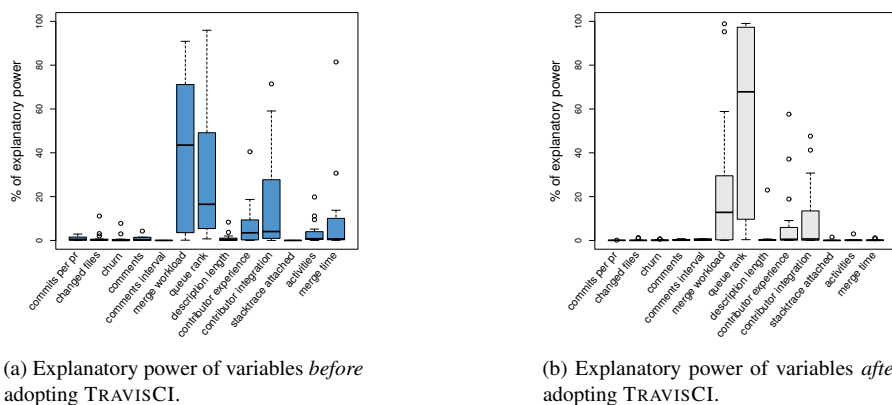 % of explanatory power
100
80
60
40
20
0
commits per pr
changed files
churn
comments
comments interval
merge workload
queue rank
description length
contributor experience
contributor integration
stacktrace attached
activities
merge time
(a) Explanatory power of variables before
adopting TRAVISCI.
% of explanatory power
100
80
60
40
20
0
commits per pr
changed files
churn
comments
comments interval
merge workload
queue rank
description length
contributor experience
contributor integration
stacktrace attached
activities
merge time
(b) Explanatory power of variables afte
adopting TRAVISCI.